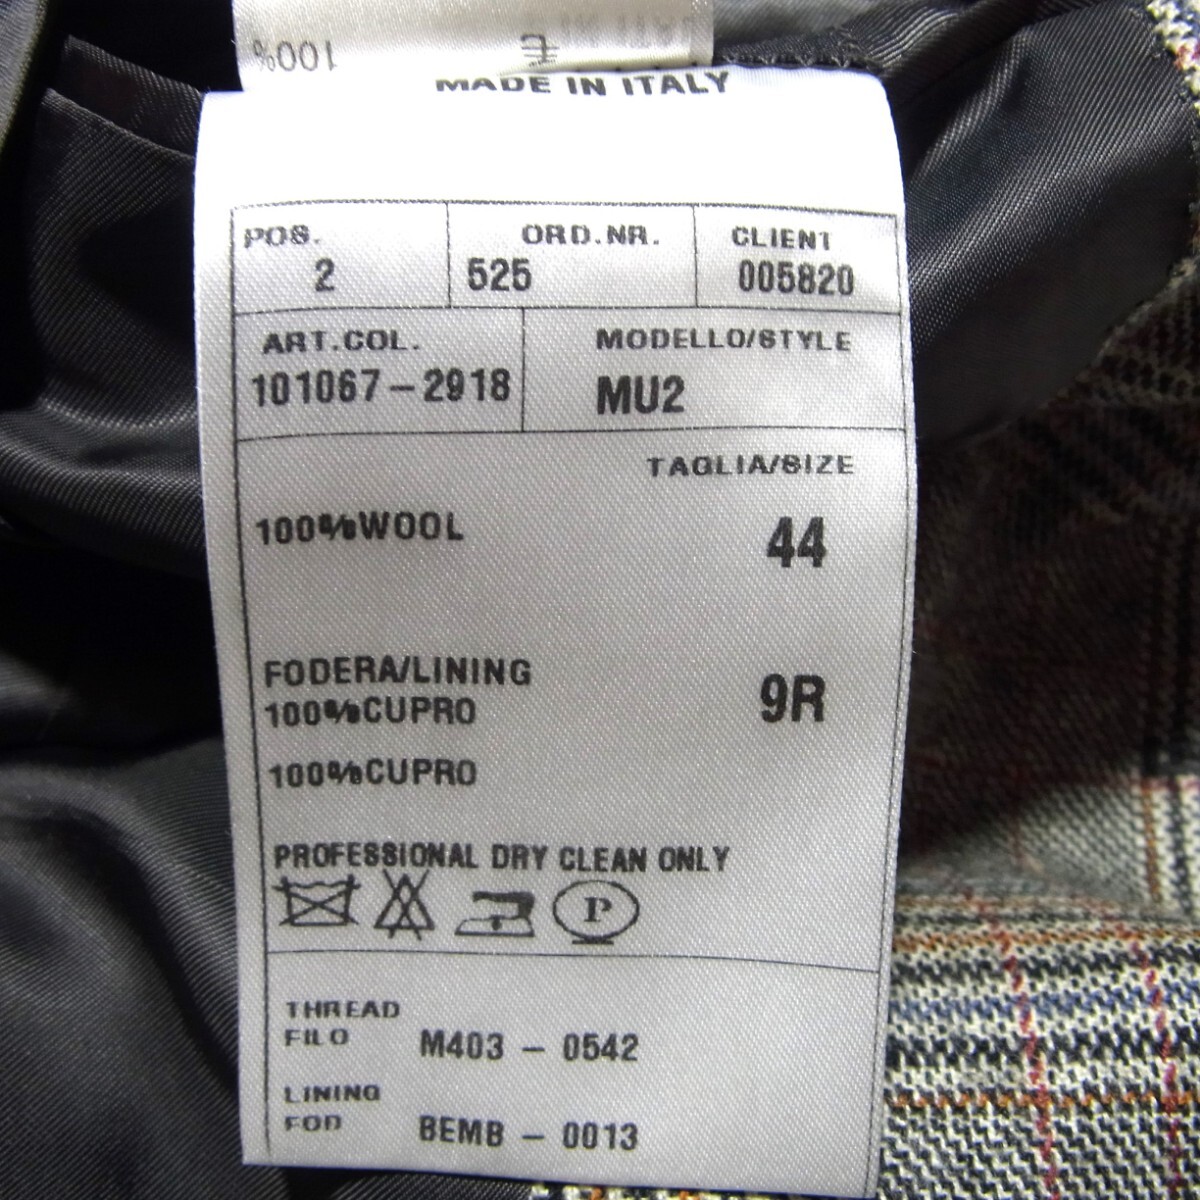 100%
MADE IN ITALY
POS. ORD.NR. CLIENT
2 525 005820
ART.COL. MODELLO/STYLE
101067-2918 MU2
TAGLIA/SIZE
100%WOOL 44
FODERA/LINING
100%CUPRO 9R
100%CUPRO
PROFESSIONAL DRY CLEAN ONLY
P
THREAD
FILO M403 - 0542
LINING
FOD BEMB - 0013